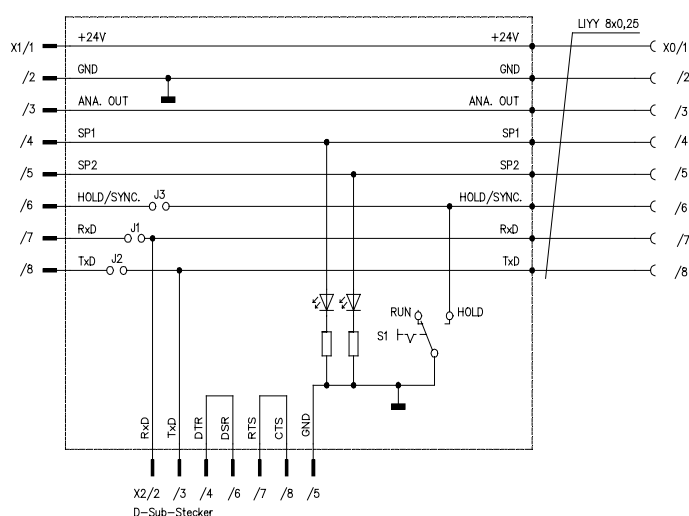 LIYY 8x0,25
X1/1 +24V +24V X0/1
/2 GND GND /2
/3 ANA. OUT ANA. OUT /3
/4 SP1 SP1 /4
/5 SP2 SP2 /5
/6 HOLD/SYNC. J3 HOLD/SYNC. /6
/7 RxD J1 RxD /7
/8 TxD J2 TxD /8
RUN HOLD
S1
RxD TxD DTR DSR RTS CTS GND
X2/2 /3 /4 /6 /7 /8 /5
D-Sub-Stecker